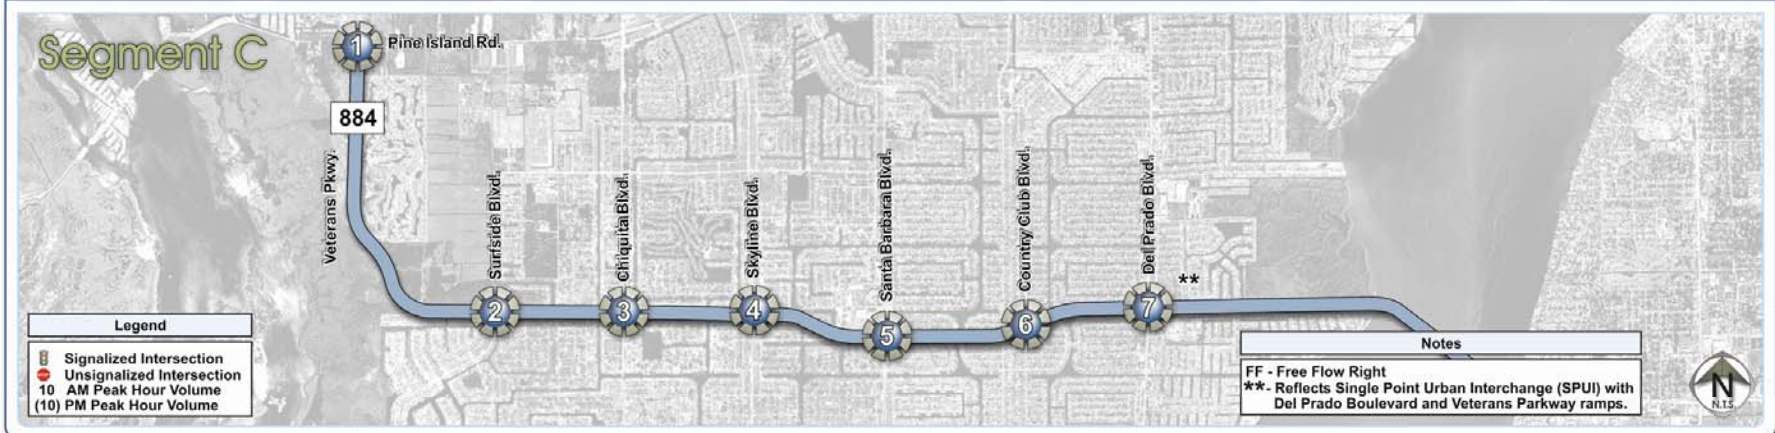 Segment C
1
Pine Island Rd.
884
Veterans Pkwy.
Surfside Blvd.
Chiquita Blvd.
Skyline Blvd.
Santa Barbara Blvd.
Country Club Blvd.
Del Prado Blvd.
**
2
3
4
5
6
7
Legend
Signalized Intersection
Unsignalized Intersection
10 AM Peak Hour Volume
(10) PM Peak Hour Volume
Notes
FF - Free Flow Right
**- Reflects Single Point Urban Interchange (SPUI) with
Del Prado Boulevard and Veterans Parkway ramps.
N
N.T.S.